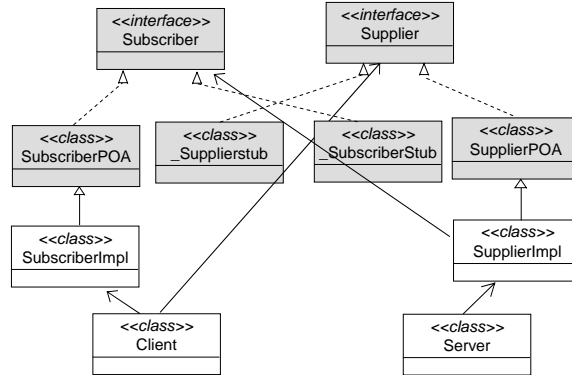 <<interface>>
Subscriber
<<interface>>
Supplier
<<class>>
SubscriberPOA
<<class>>
_Supplierstub
<<class>>
_SubscriberStub
<<class>>
SupplierPOA
<<class>>
SubscriberImpl
<<class>>
SupplierImpl
<<class>>
Client
<<class>>
Server